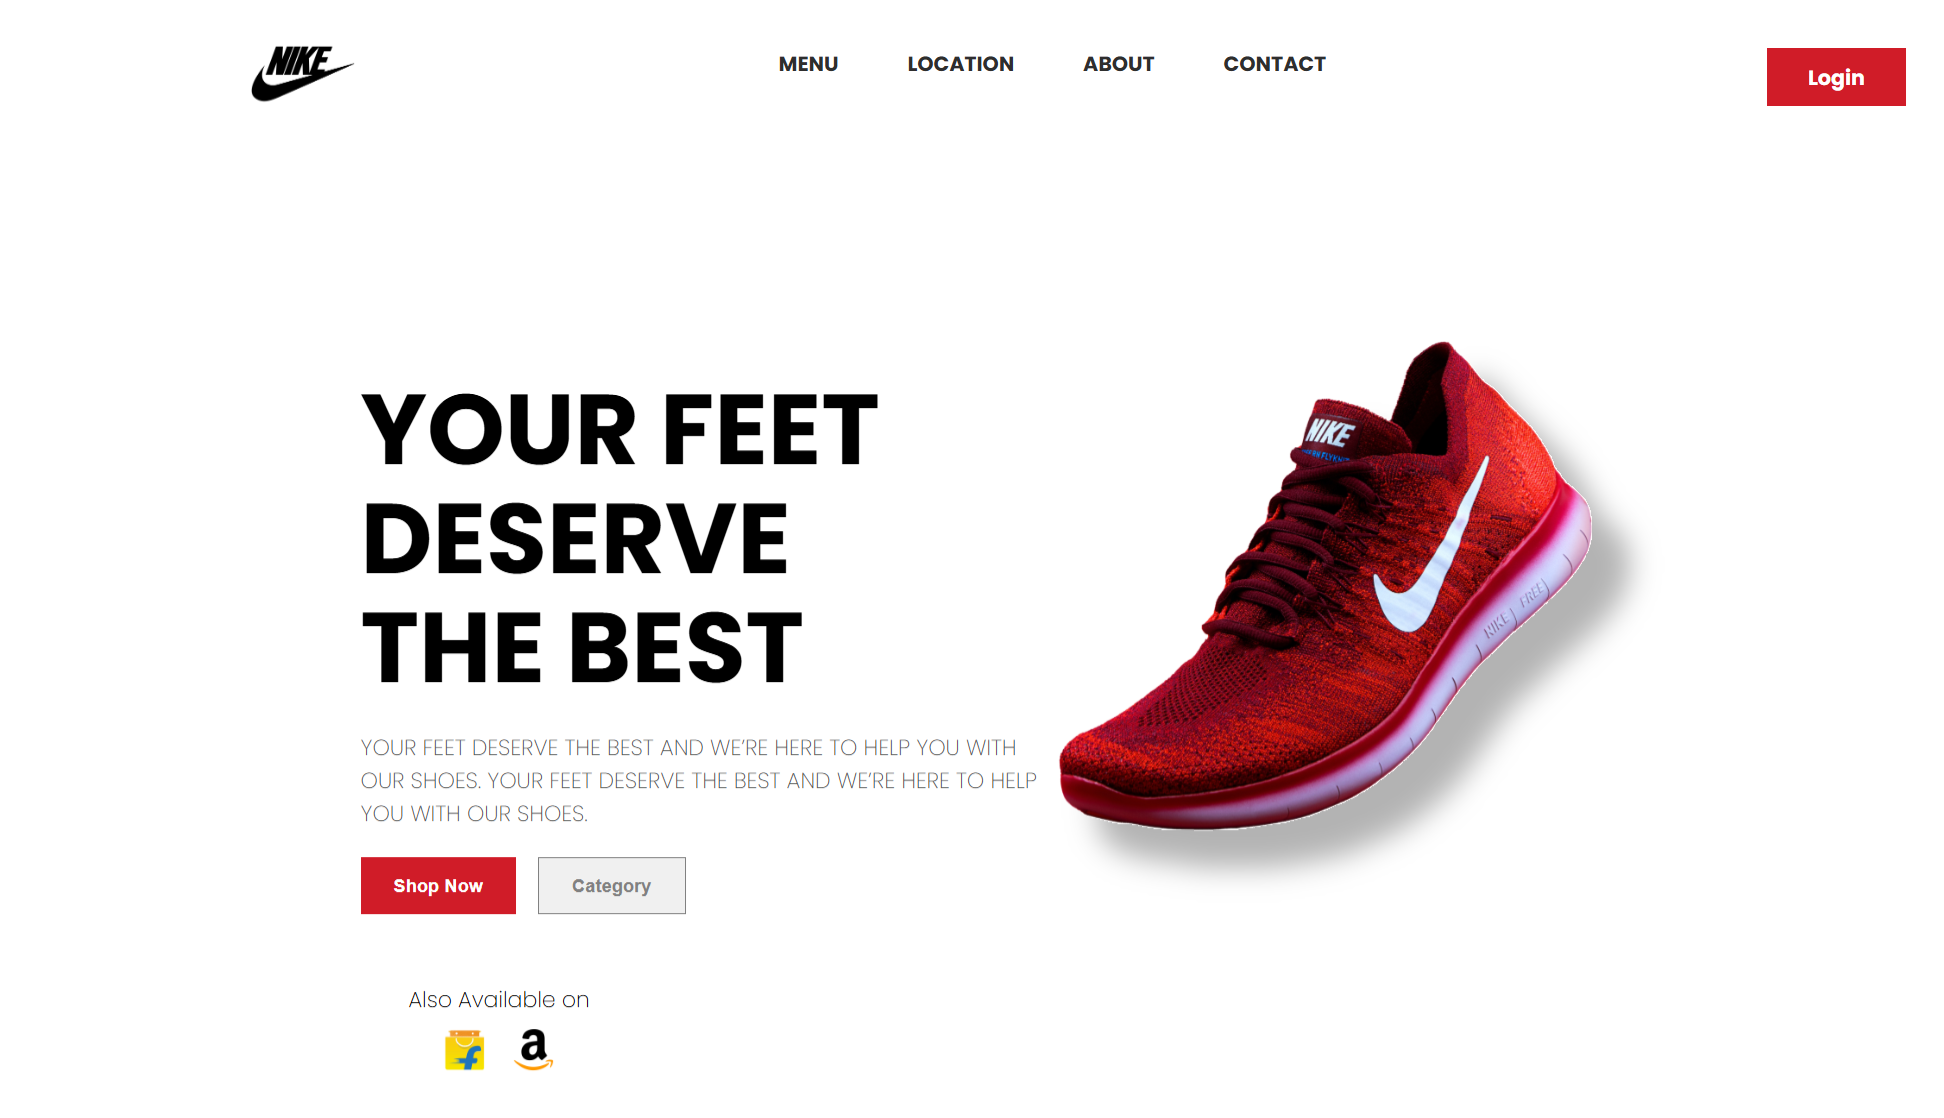 NIKE
MENU LOCATION ABOUT CONTACT
Login
YOUR FEET
DESERVE
THE BEST
NIKE
NIKE FREE
YOUR FEET DESERVE THE BEST AND WE’RE HERE TO HELP YOU WITH
OUR SHOES. YOUR FEET DESERVE THE BEST AND WE’RE HERE TO HELP
YOU WITH OUR SHOES.
Shop Now Category
Also Available on
f a